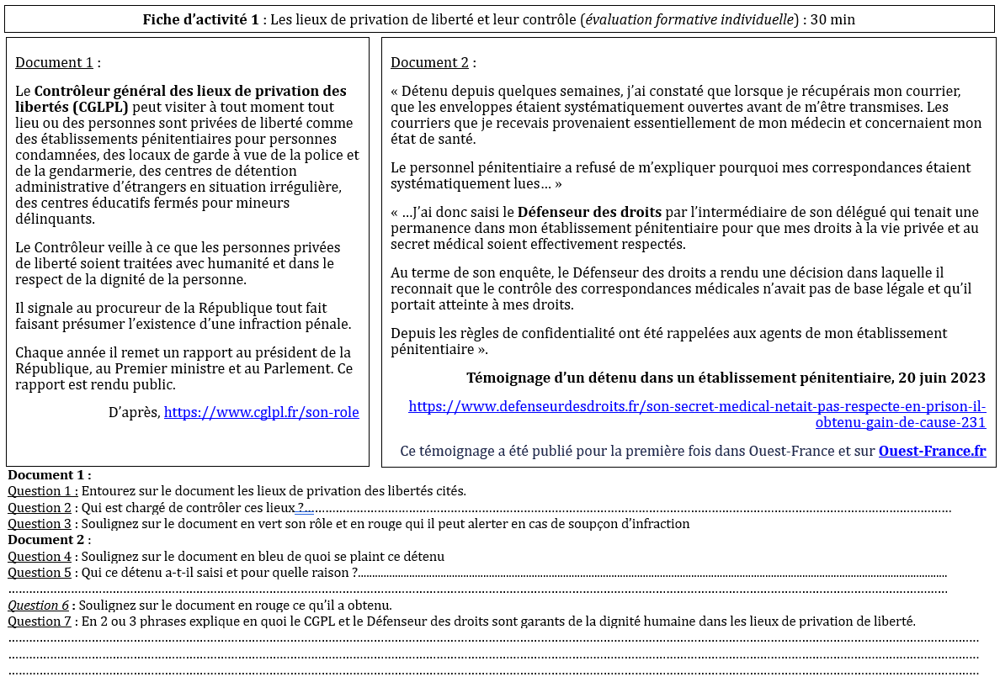 Fiche d’activité 1 : Les lieux de privation de liberté et leur contrôle (évaluation formative individuelle) : 30 min
Document 1 :
Le Contrôleur général des lieux de privation des
libertés (CGLPL) peut visiter à tout moment tout
lieu ou des personnes sont privées de liberté comme
des établissements pénitentiaires pour personnes
condamnées, des locaux de garde à vue de la police et
de la gendarmerie, des centres de détention
administrative d’étrangers en situation irrégulière,
des centres éducatifs fermés pour mineurs
délinquants.
Le Contrôleur veille à ce que les personnes privées
de liberté soient traitées avec humanité et dans le
respect de la dignité de la personne.
Il signale au procureur de la République tout fait
faisant présumer l’existence d’une infraction pénale.
Chaque année il remet un rapport au président de la
République, au Premier ministre et au Parlement. Ce
rapport est rendu public.
D’après, https://www.cglpl.fr/son-role
Document 2 :
« Détenu depuis quelques semaines, j’ai constaté que lorsque je récupérais mon courrier,
que les enveloppes étaient systématiquement ouvertes avant de m’être transmises. Les
courriers que je recevais provenaient essentiellement de mon médecin et concernaient mon
état de santé.
Le personnel pénitentiaire a refusé de m’expliquer pourquoi mes correspondances étaient
systématiquement lues… »
« …J’ai donc saisi le Défenseur des droits par l’intermédiaire de son délégué qui tenait une
permanence dans mon établissement pénitentiaire pour que mes droits à la vie privée et au
secret médical soient effectivement respectés.
Au terme de son enquête, le Défenseur des droits a rendu une décision dans laquelle il
reconnait que le contrôle des correspondances médicales n’avait pas de base légale et qu’il
portait atteinte à mes droits.
Depuis les règles de confidentialité ont été rappelées aux agents de mon établissement
pénitentiaire ».
Témoignage d’un détenu dans un établissement pénitentiaire, 20 juin 2023
https://www.defenseurdesdroits.fr/son-secret-medical-netait-pas-respecte-en-prison-il-
obtenu-gain-de-cause-231
Ce témoignage a été publié pour la première fois dans Ouest-France et sur Ouest-France.fr
Document 1 :
Question 1 : Entourez sur le document les lieux de privation des libertés cités.
Question 2 : Qui est chargé de contrôler ces lieux ?...
Question 3 : Soulignez sur le document en vert son rôle et en rouge qui il peut alerter en cas de soupçon d’infraction
Document 2 :
Question 4 : Soulignez sur le document en bleu de quoi se plaint ce détenu
Question 5 : Qui ce détenu a-t-il saisi et pour quelle raison ?...
Question 6 : Soulignez sur le document en rouge ce qu’il a obtenu.
Question 7 : En 2 ou 3 phrases explique en quoi le CGPL et le Défenseur des droits sont garants de la dignité humaine dans les lieux de privation de liberté.